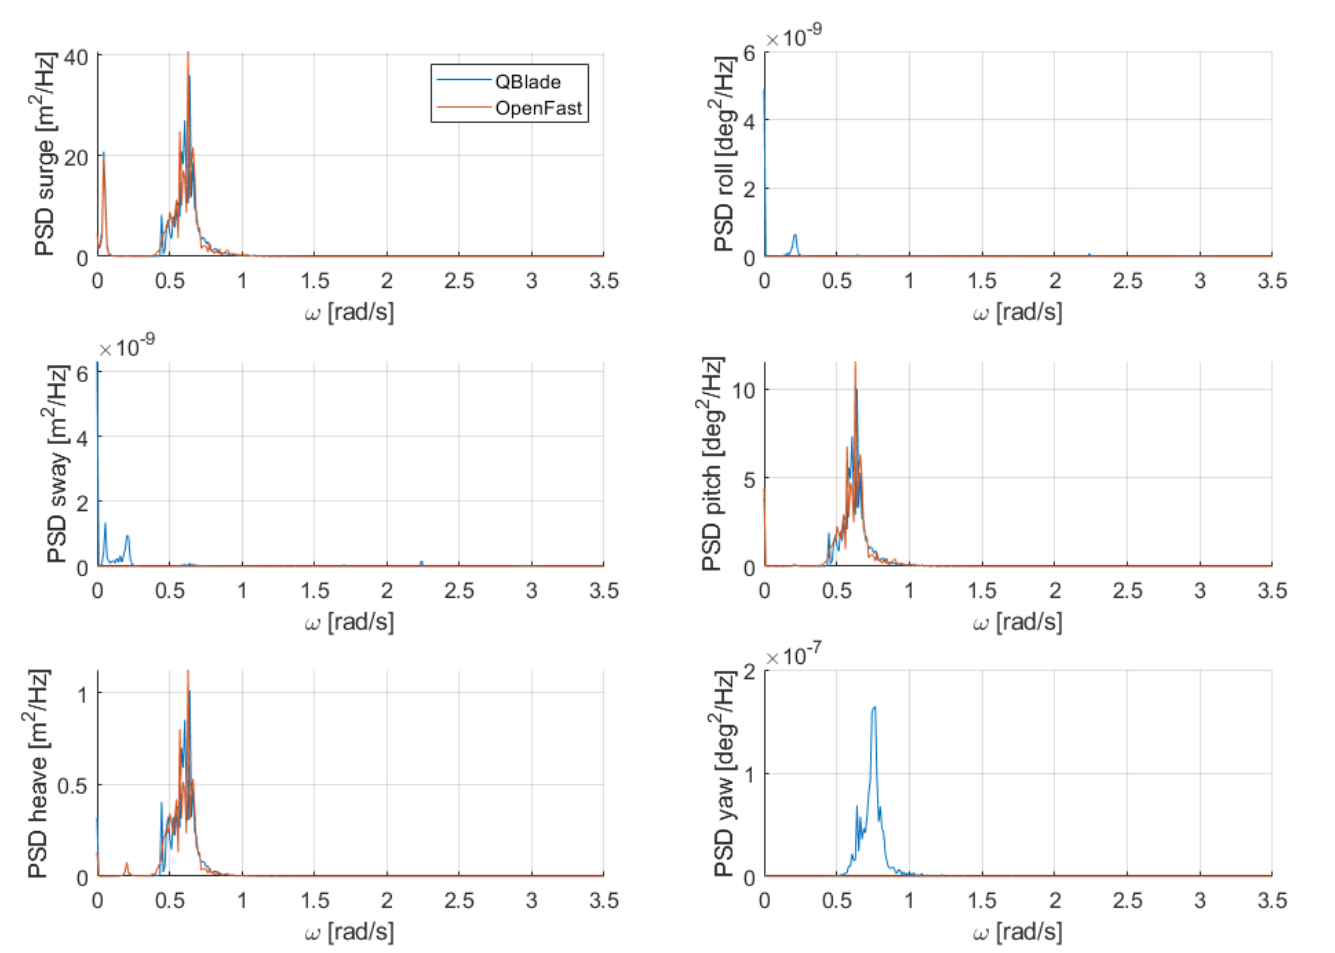 PSD surge [m²/Hz]
40
20
0
QBlade
OpenFast
0 0.5 1 1.5 2 2.5 3 3.5
ω [rad/s]
×10⁻⁹
PSD roll [deg²/Hz]
6
4
2
0
0 0.5 1 1.5 2 2.5 3 3.5
ω [rad/s]
×10⁻⁹
PSD sway [m²/Hz]
6
4
2
0
0 0.5 1 1.5 2 2.5 3 3.5
ω [rad/s]
PSD pitch [deg²/Hz]
10
5
0
0 0.5 1 1.5 2 2.5 3 3.5
ω [rad/s]
PSD heave [m²/Hz]
1
0.5
0
0 0.5 1 1.5 2 2.5 3 3.5
ω [rad/s]
×10⁻⁷
PSD yaw [deg²/Hz]
2
1
0
0 0.5 1 1.5 2 2.5 3 3.5
ω [rad/s]